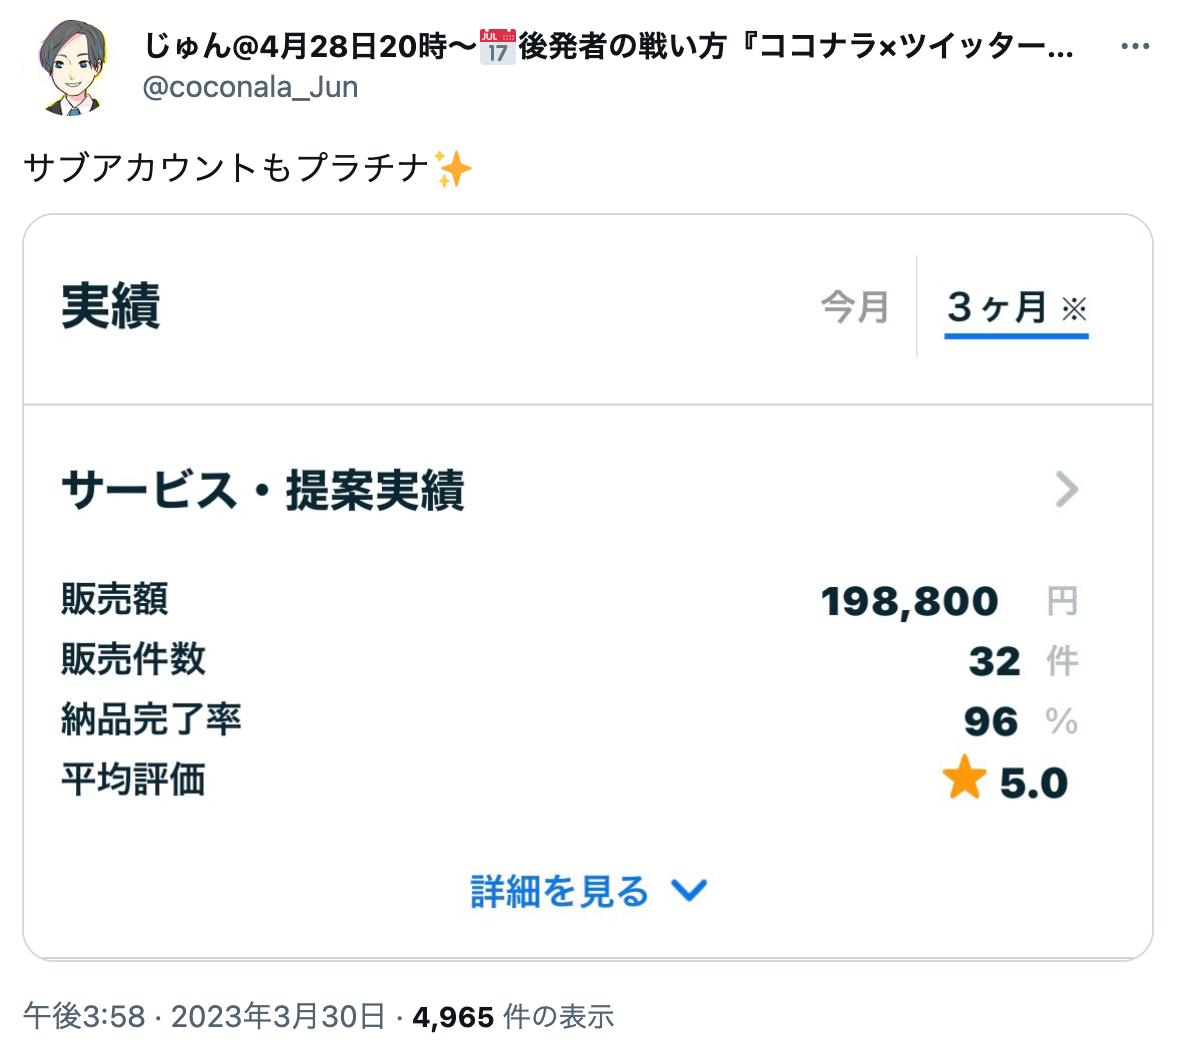 じゅん@4月28日20時〜📅後発者の戦い方『ココナラ×ツイッター...
@coconala_Jun
サブアカウントもプラチナ✨
実績
今月
3ヶ月 ※
サービス・提案実績
販売額 198,800 円
販売件数 32 件
納品完了率 96 %
平均評価 ★ 5.0
詳細を見る
午後3:58 · 2023年3月30日 · 4,965 件の表示